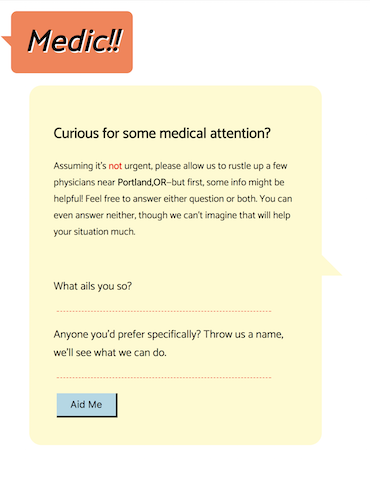 Medic!!
Curious for some medical attention?
Assuming it's not urgent, please allow us to rustle up a few
physicians near Portland,OR—but first, some info might be
helpful! Feel free to answer either question or both. You can
even answer neither, though we can't imagine that will help
your situation much.
What ails you so?
Anyone you'd prefer specifically? Throw us a name,
we'll see what we can do.
Aid Me